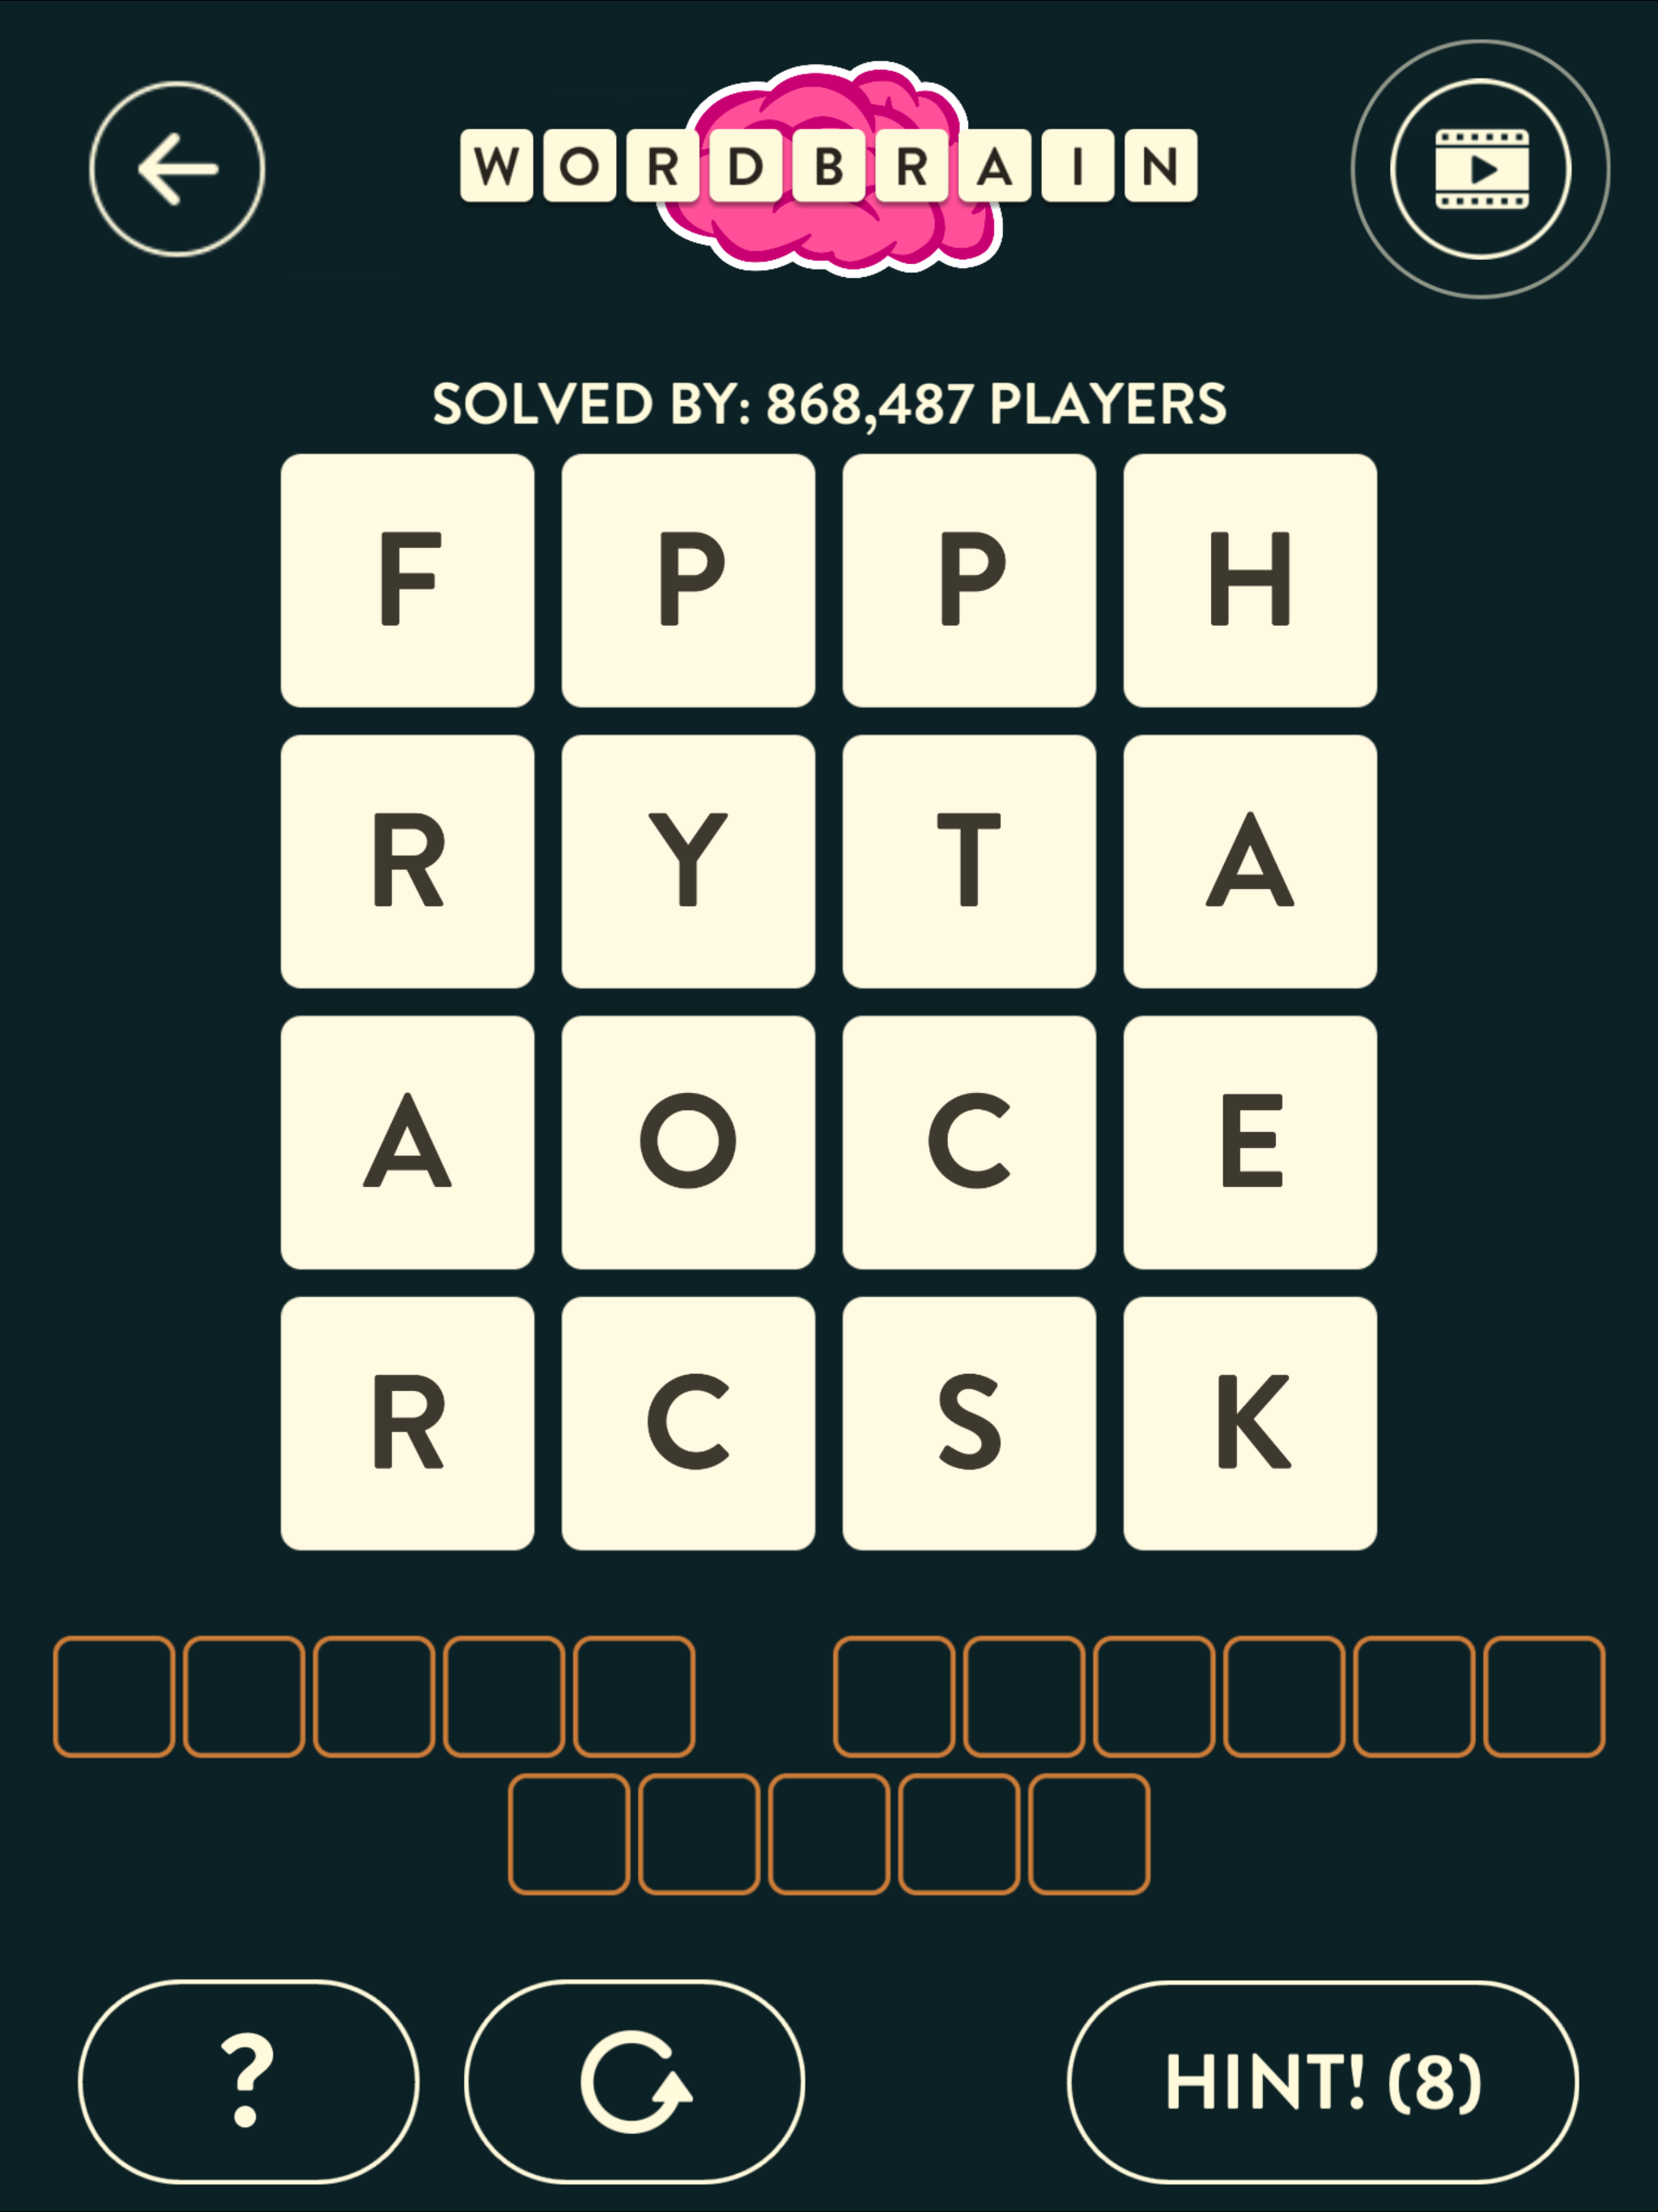 WORDBRAIN
SOLVED BY: 868,487 PLAYERS
F P P H
R Y T A
A O C E
R C S K
? HINT! (8)